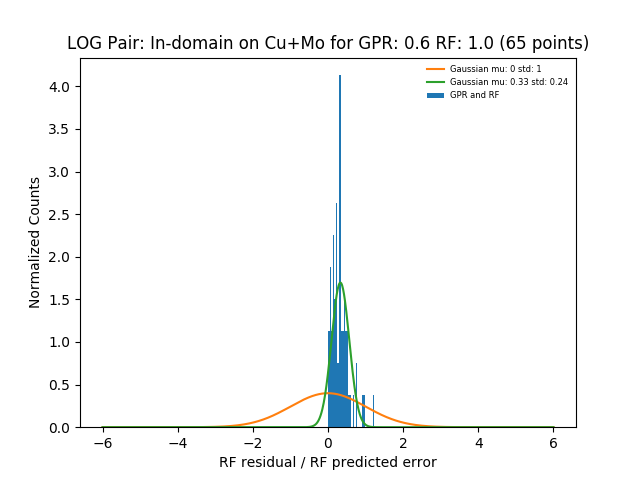 LOG Pair: In-domain on Cu+Mo for GPR: 0.6 RF: 1.0 (65 points)
Gaussian mu: 0 std: 1
Gaussian mu: 0.33 std: 0.24
GPR and RF
Normalized Counts
4.0
3.5
3.0
2.5
2.0
1.5
1.0
0.5
0.0
−6 −4 −2 0 2 4 6
RF residual / RF predicted error